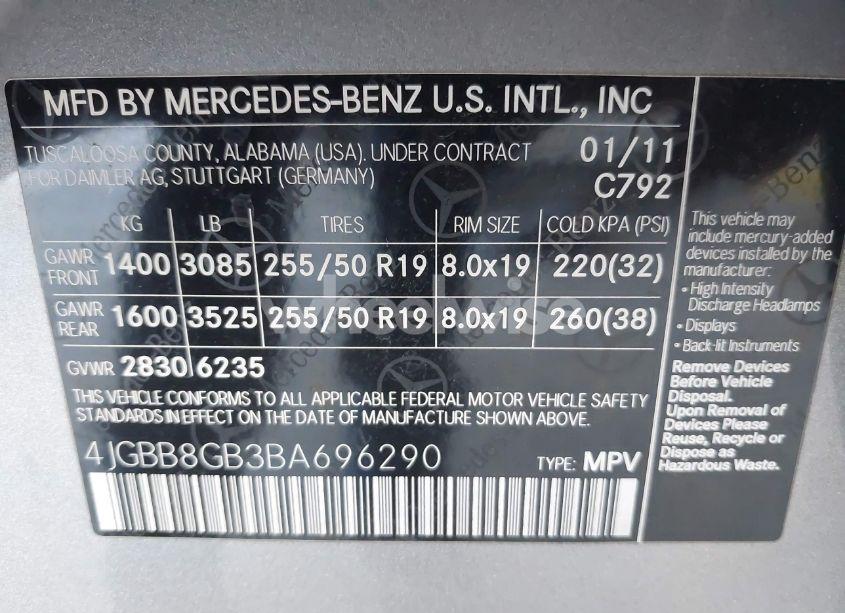 MFD BY MERCEDES-BENZ U.S. INTL., INC
TUSCALOOSA COUNTY, ALABAMA (USA). UNDER CONTRACT
FOR DAIMLER AG, STUTTGART (GERMANY)
01/11
C792
KG LB TIRES RIM SIZE COLD KPA (PSI)
GAWR FRONT 1400 3085 255/50 R19 8.0x19 220(32)
GAWR REAR 1600 3525 255/50 R19 8.0x19 260(38)
GVWR 2830 6235
THIS VEHICLE CONFORMS TO ALL APPLICABLE FEDERAL MOTOR VEHICLE SAFETY
STANDARDS IN EFFECT ON THE DATE OF MANUFACTURE SHOWN ABOVE.
4JGBB8GB3BA696290 TYPE: MPV
This vehicle may
include mercury-added
devices installed by the
manufacturer:
• High Intensity
Discharge Headlamps
• Displays
• Back-lit Instruments
Remove Devices
Before Vehicle
Disposal.
Upon Removal of
Devices Please
Reuse, Recycle or
Dispose as
Hazardous Waste.